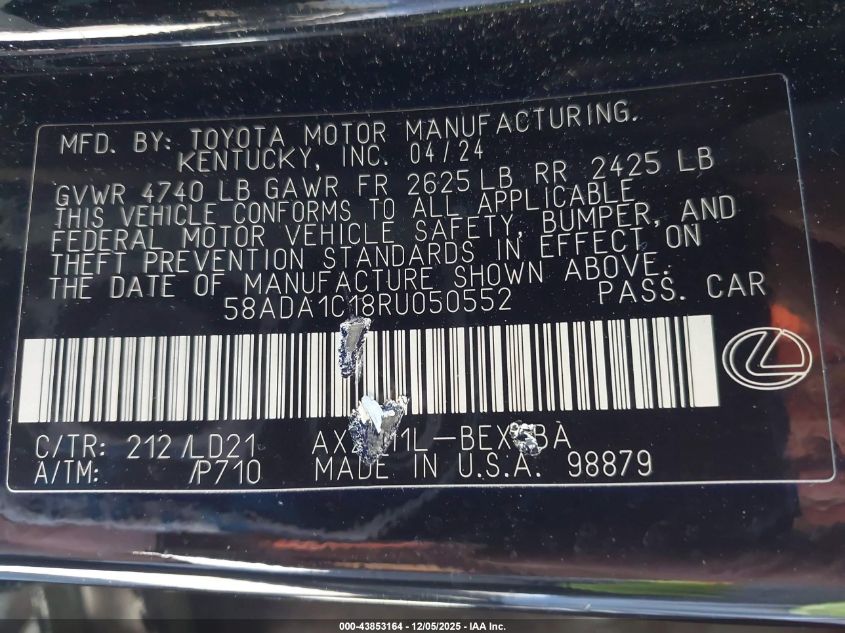 MFD. BY: TOYOTA MOTOR MANUFACTURING.
KENTUCKY, INC. 04/24
GVWR 4740 LB GAWR FR 2625 LB RR 2425 LB
THIS VEHICLE CONFORMS TO ALL APPLICABLE
FEDERAL MOTOR VEHICLE SAFETY, BUMPER, AND
THEFT PREVENTION STANDARDS IN EFFECT ON
THE DATE OF MANUFACTURE SHOWN ABOVE.
58ADA1C18RU050552 PASS. CAR
C/TR: 212 /LD21
A/TM: /P710 MADE IN U.S.A. 98879
000-43853164 - 12/05/2025 - IAA Inc.